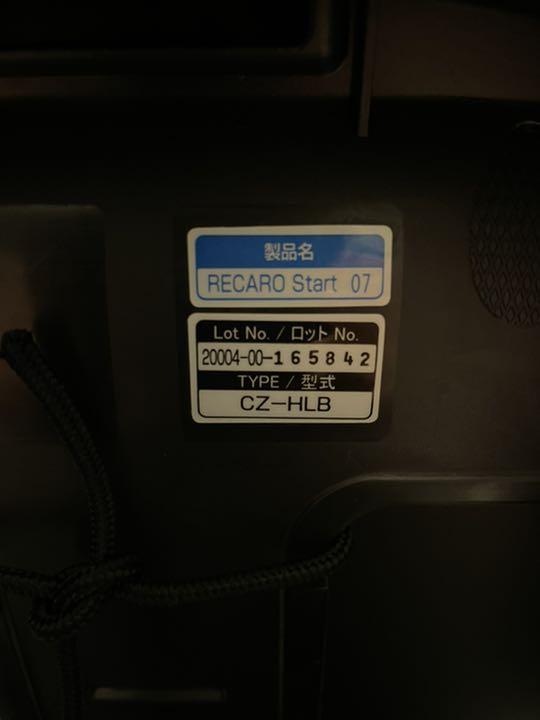 製品名
RECARO Start 07
Lot No. / ロット No.
20004-00-165842
TYPE / 型式
CZ-HLB